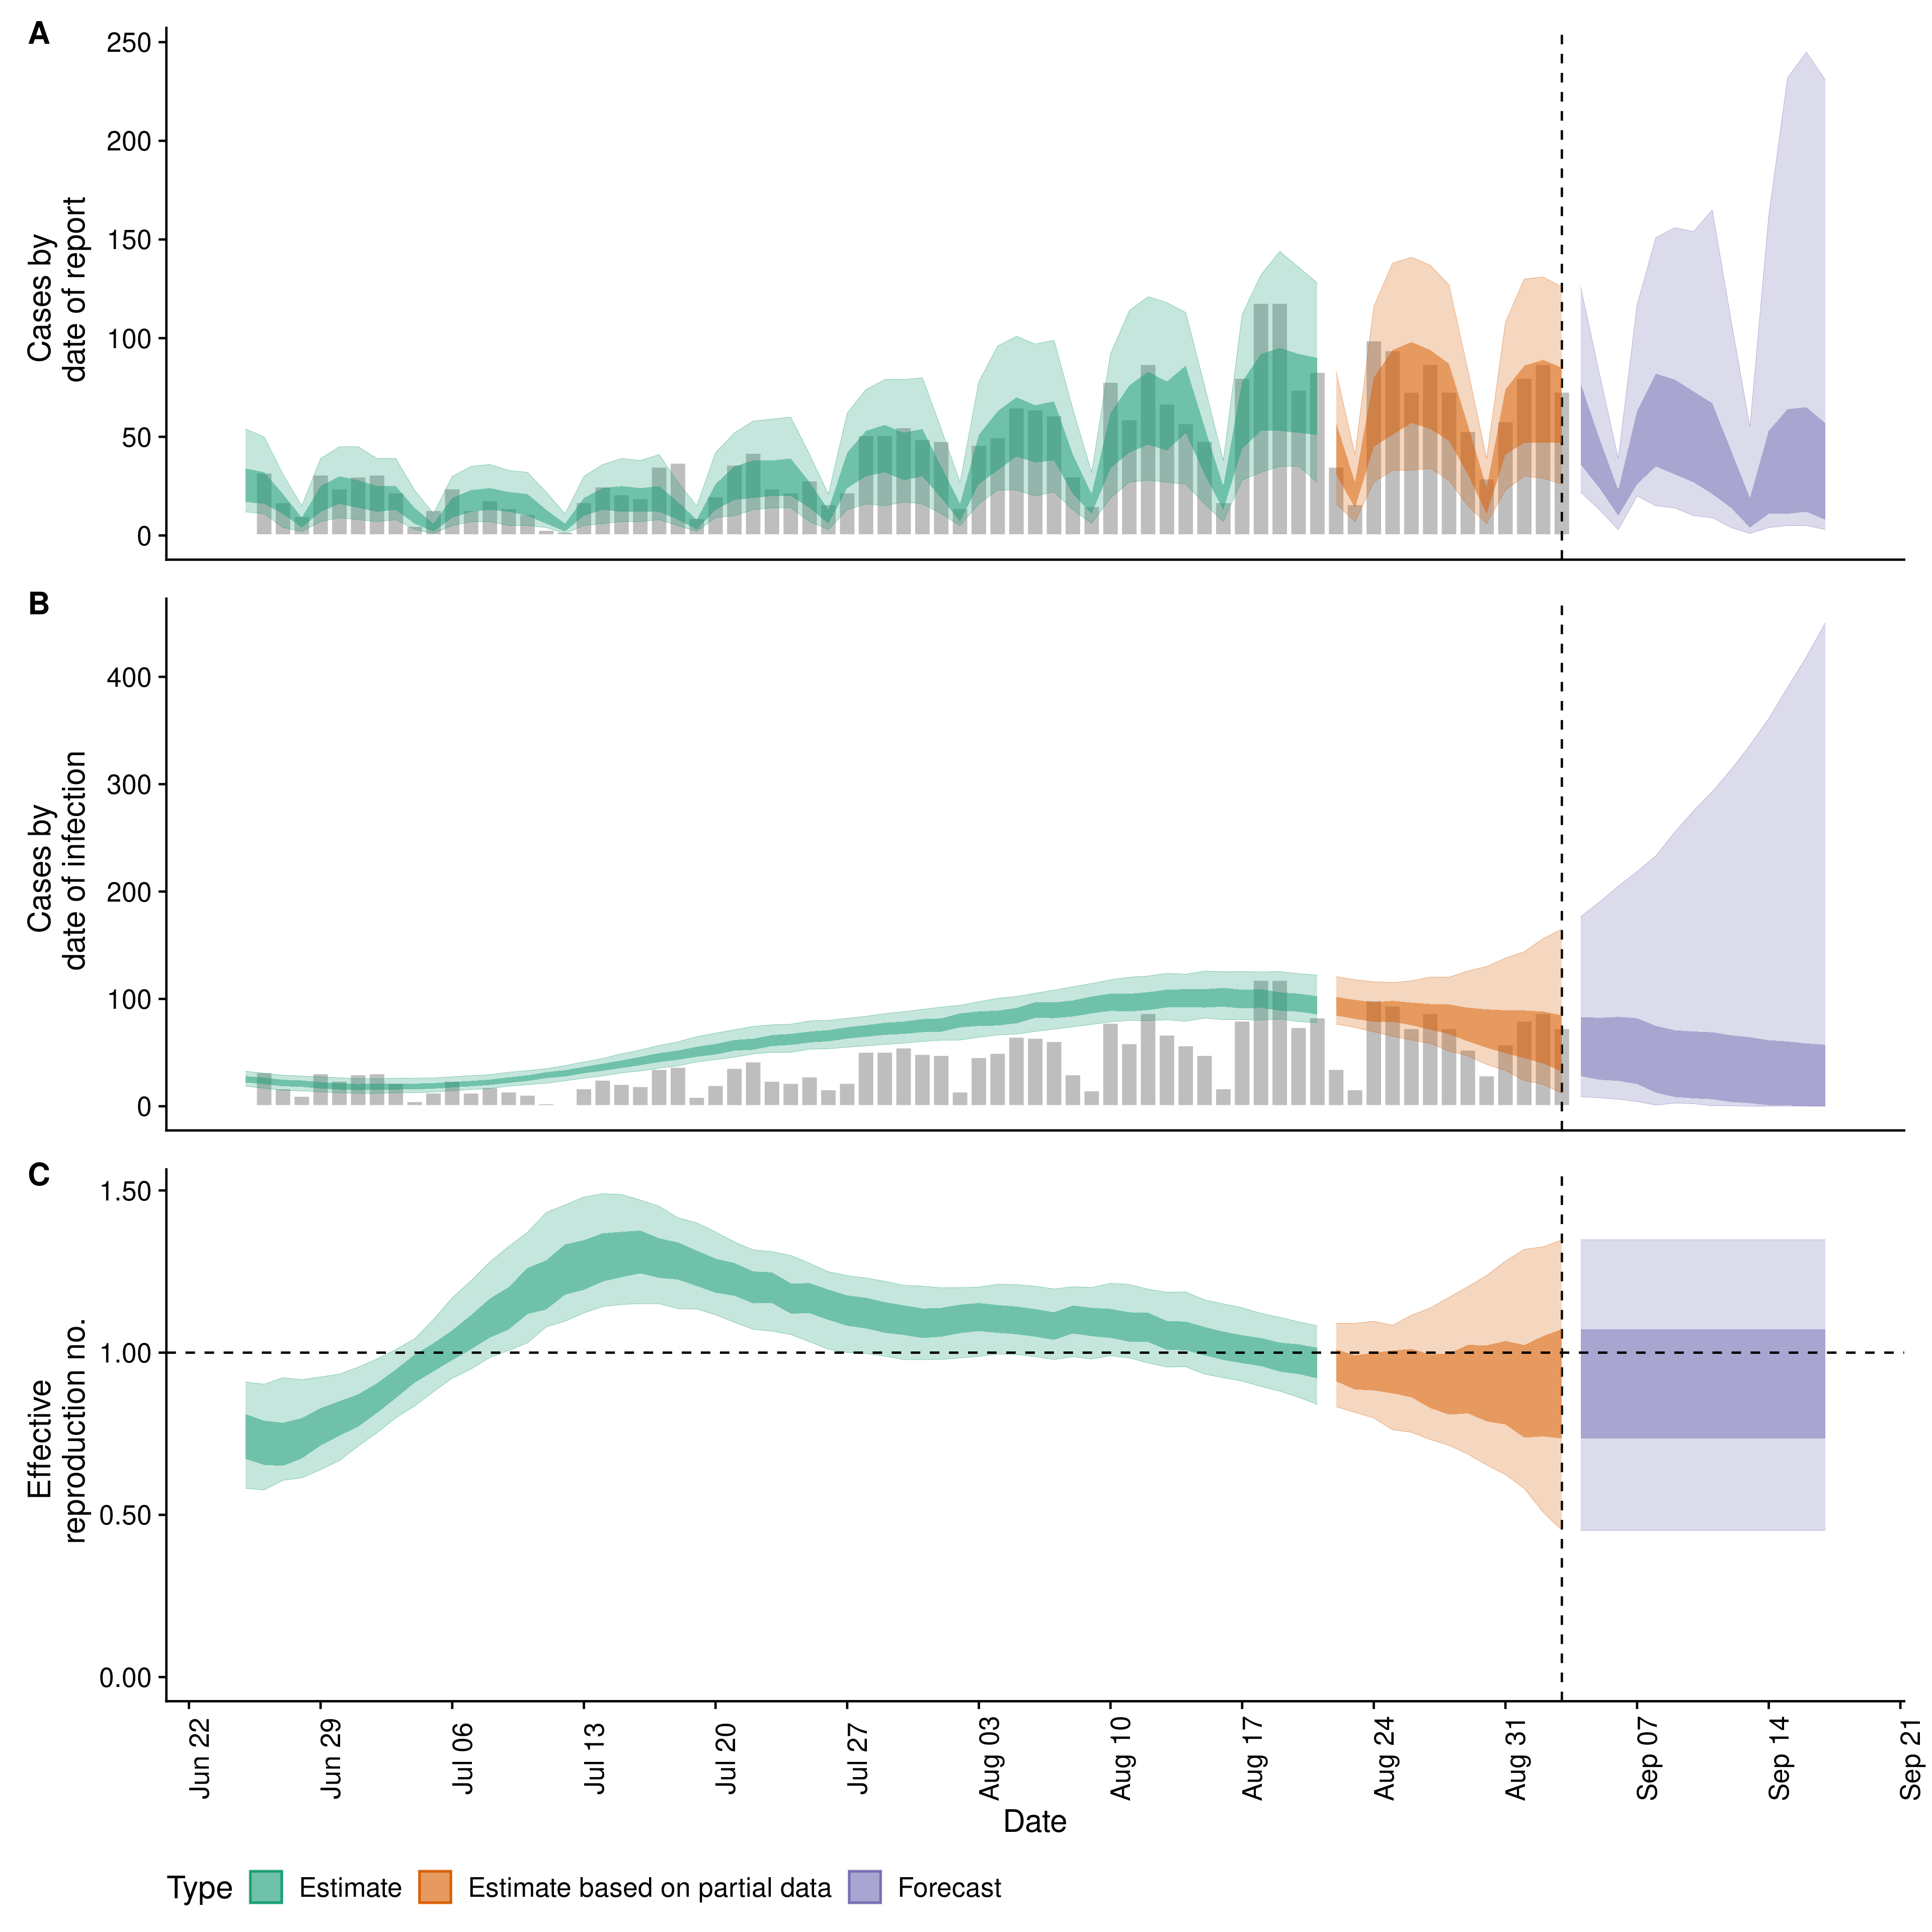 A
250
200
150
100
50
0
Cases by
date of report
B
400
300
200
100
0
Cases by
date of infection
C
1.50
1.00
0.50
0.00
Effective
reproduction no.
Jun 22
Jun 29
Jul 06
Jul 13
Jul 20
Jul 27
Aug 03
Aug 10
Aug 17
Aug 24
Aug 31
Sep 07
Sep 14
Sep 21
Date
Type Estimate Estimate based on partial data Forecast